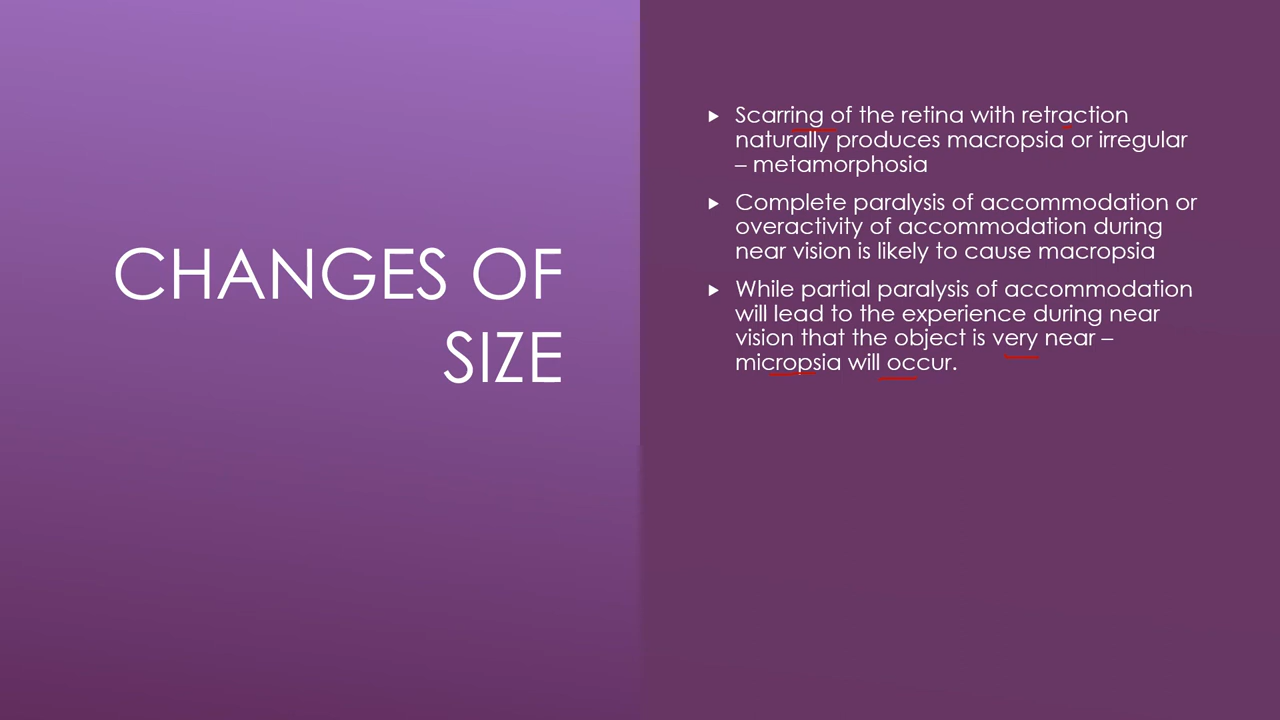 CHANGES OF
SIZE
Scarring of the retina with retraction
naturally produces macropsia or irregular
– metamorphosia
Complete paralysis of accommodation or
overactivity of accommodation during
near vision is likely to cause macropsia
While partial paralysis of accommodation
will lead to the experience during near
vision that the object is very near –
micropsia will occur.